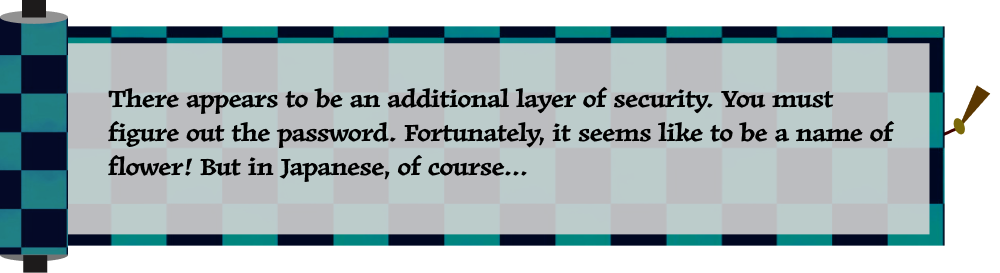 There appears to be an additional layer of security. You must
figure out the password. Fortunately, it seems like to be a name of
flower! But in Japanese, of course...